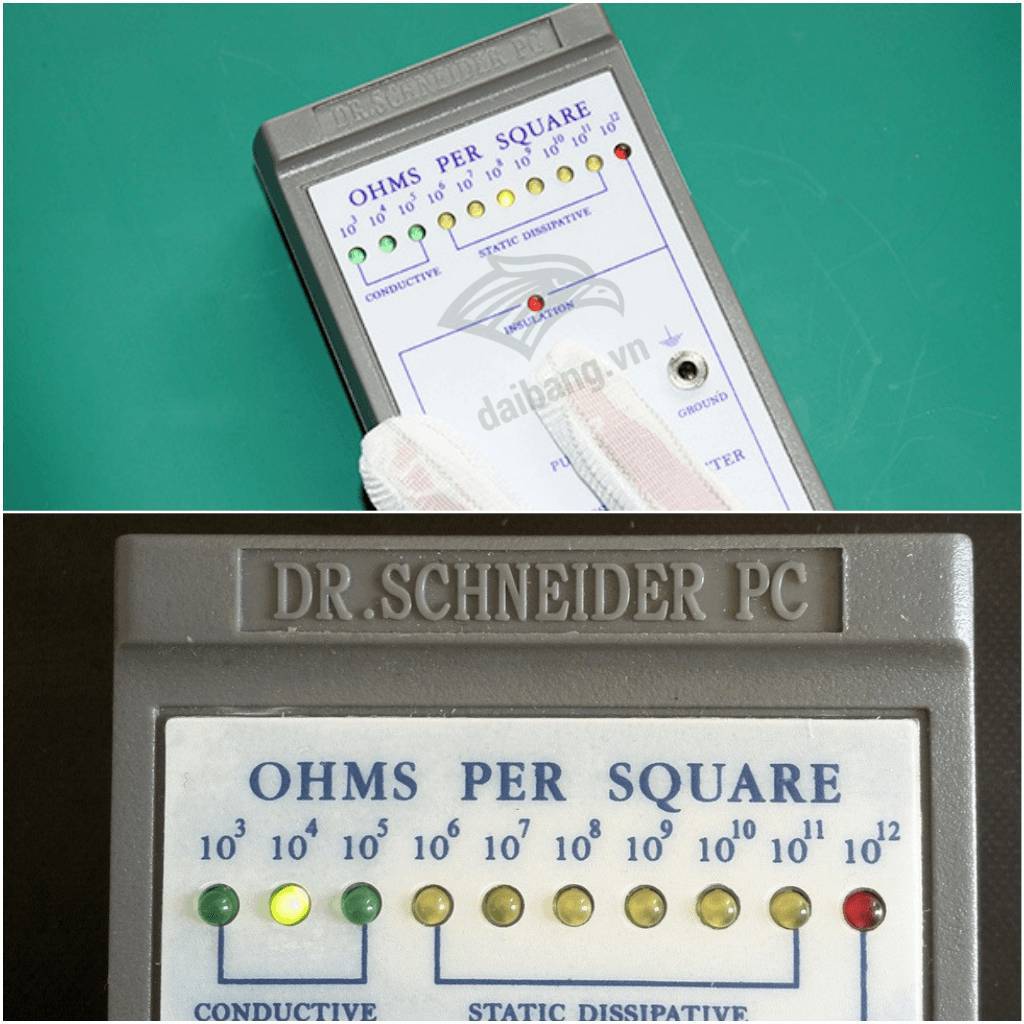 DR.SCHNEIDER PC
OHMS PER SQUARE
10³ 10⁴ 10⁵ 10⁶ 10⁷ 10⁸ 10⁹ 10¹⁰ 10¹¹ 10¹²
CONDUCTIVE STATIC DISSIPATIVE
INSULATION
daibang.vn
GROUND
DR.SCHNEIDER PC
OHMS PER SQUARE
10³ 10⁴ 10⁵ 10⁶ 10⁷ 10⁸ 10⁹ 10¹⁰ 10¹¹ 10¹²
CONDUCTIVE STATIC DISSIPATIVE